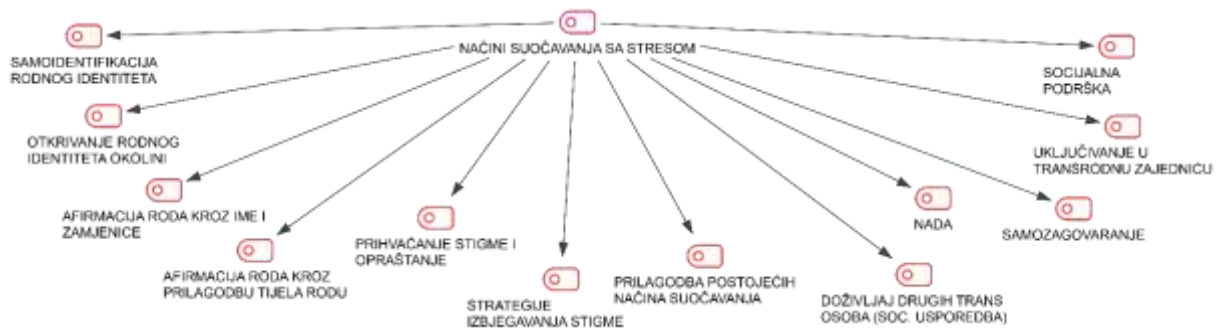 NAČINI SUOČAVANJA SA STRESOM
SAMOIDENTIFIKACIJA
RODNOG IDENTITETA
OTKRIVANJE RODNOG
IDENTITETA OKOLINI
AFIRMACIJA RODA KROZ IME I
ZAMJENICE
AFIRMACIJA RODA KROZ
PRILAGODBU TIJELA RODU
PRIHVAĆANJE STIGME I
OPRAŠTANJE
STRATEGIJE
IZBJEGAVANJA STIGME
PRILAGODBA POSTOJEĆIH
NAČINA SUOČAVANJA
DOŽIVLJAJ DRUGIH TRANS
OSOBA (SOC. USPOREDBA)
NADA
SAMOZAGOVARANJE
UKLJUČIVANJE U
TRANSRODNU ZAJEDNICU
SOCIJALNA
PODRŠKA